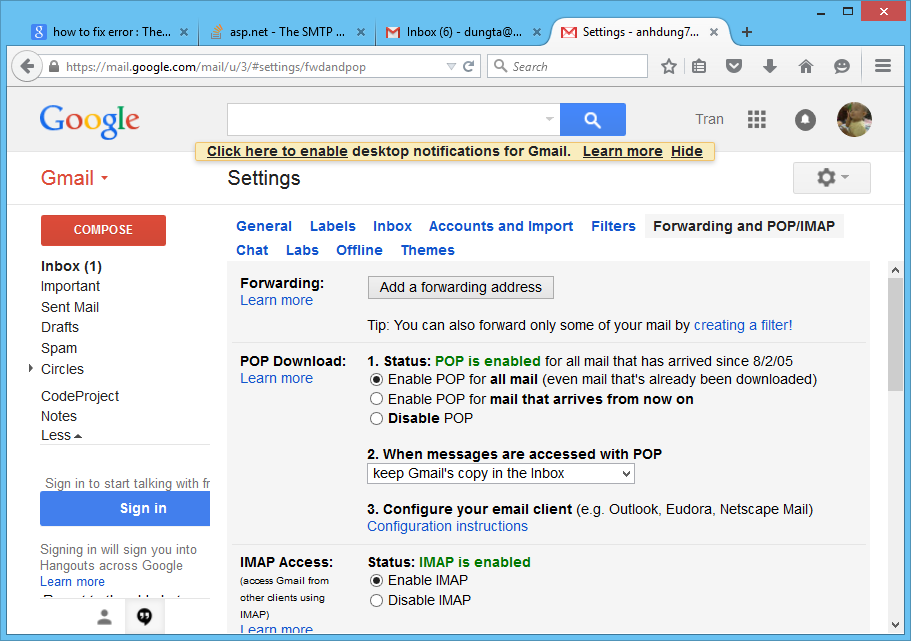 how to fix error : The...
asp.net - The SMTP ...
Inbox (6) - dungta@...
Settings - anhdung7...
https://mail.google.com/mail/u/3/#settings/fwdandpop
Search
Google
Tran
Click here to enable desktop notifications for Gmail. Learn more Hide
Gmail
Settings
COMPOSE
Inbox (1)
Important
Sent Mail
Drafts
Spam
Circles
CodeProject
Notes
Less
Sign in to start talking with fr
Sign in
Signing in will sign you into
Hangouts across Google
Learn more
General Labels Inbox Accounts and Import Filters Forwarding and POP/IMAP
Chat Labs Offline Themes
Forwarding:
Learn more
Add a forwarding address
Tip: You can also forward only some of your mail by creating a filter!
POP Download:
Learn more
1. Status: POP is enabled for all mail that has arrived since 8/2/05
Enable POP for all mail (even mail that's already been downloaded)
Enable POP for mail that arrives from now on
Disable POP
2. When messages are accessed with POP
keep Gmail's copy in the Inbox
3. Configure your email client (e.g. Outlook, Eudora, Netscape Mail)
Configuration instructions
IMAP Access:
(access Gmail from
other clients using
IMAP)
Learn more
Status: IMAP is enabled
Enable IMAP
Disable IMAP